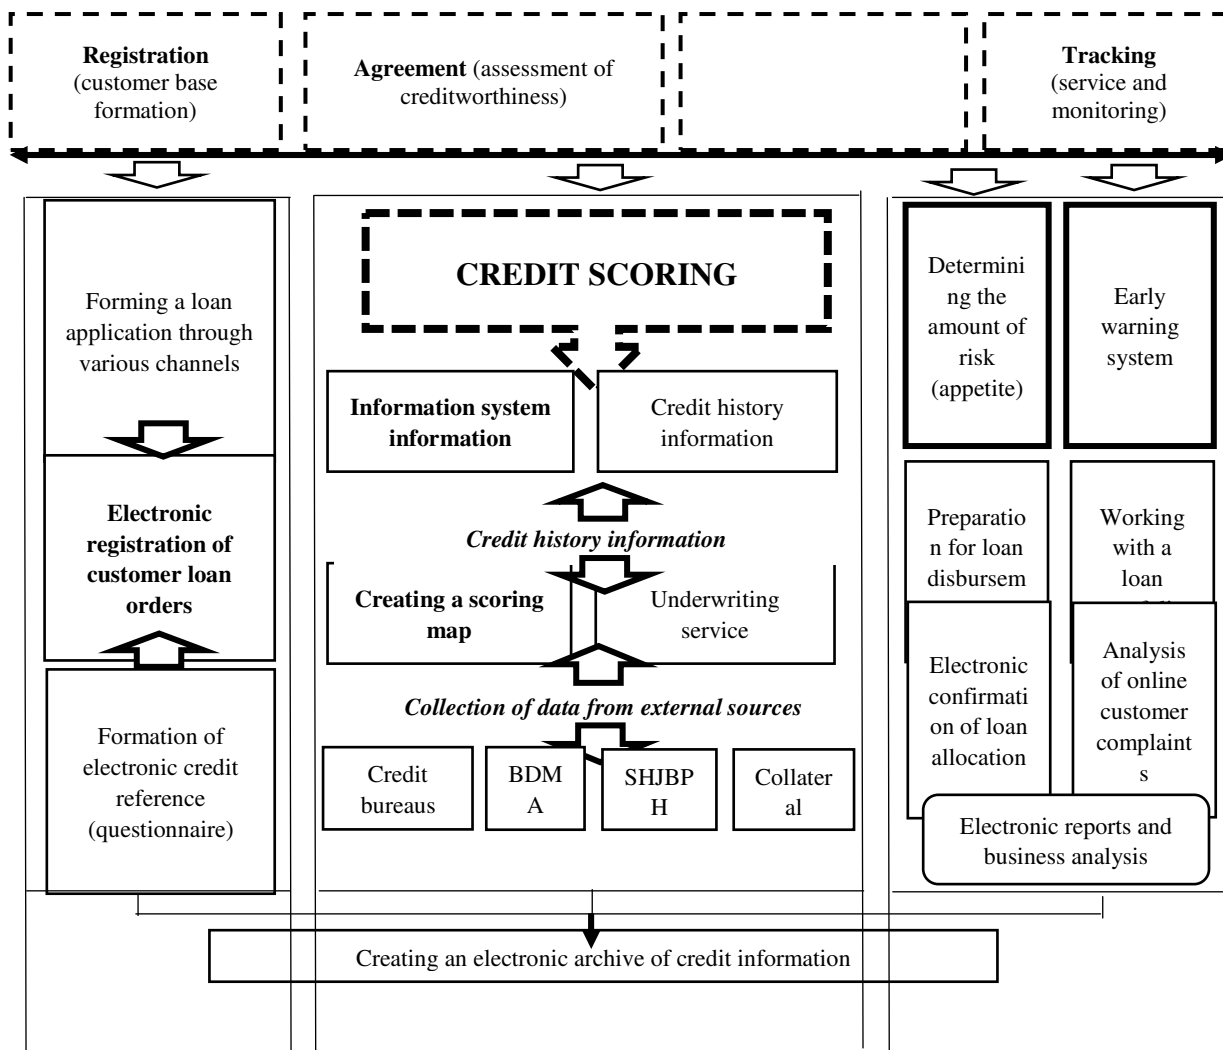 Registration
(customer base
formation)
Agreement (assessment of
creditworthiness)
Tracking
(service and
monitoring)
Forming a loan
application through
various channels
Electronic
registration of
customer loan
orders
Formation of
electronic credit
reference
(questionnaire)
CREDIT SCORING
Information system
information
Credit history
information
Credit history information
Creating a scoring
map
Underwriting
service
Collection of data from external sources
Credit
bureaus
BDM
A
SHJBP
H
Collater
al
Determini
ng the
amount of
risk
(appetite)
Early
warning
system
Preparatio
n for loan
disbursem
Working
with a
loan
Electronic
confirmati
on of loan
allocation
Analysis
of online
customer
complaint
s
Electronic reports and
business analysis
Creating an electronic archive of credit information